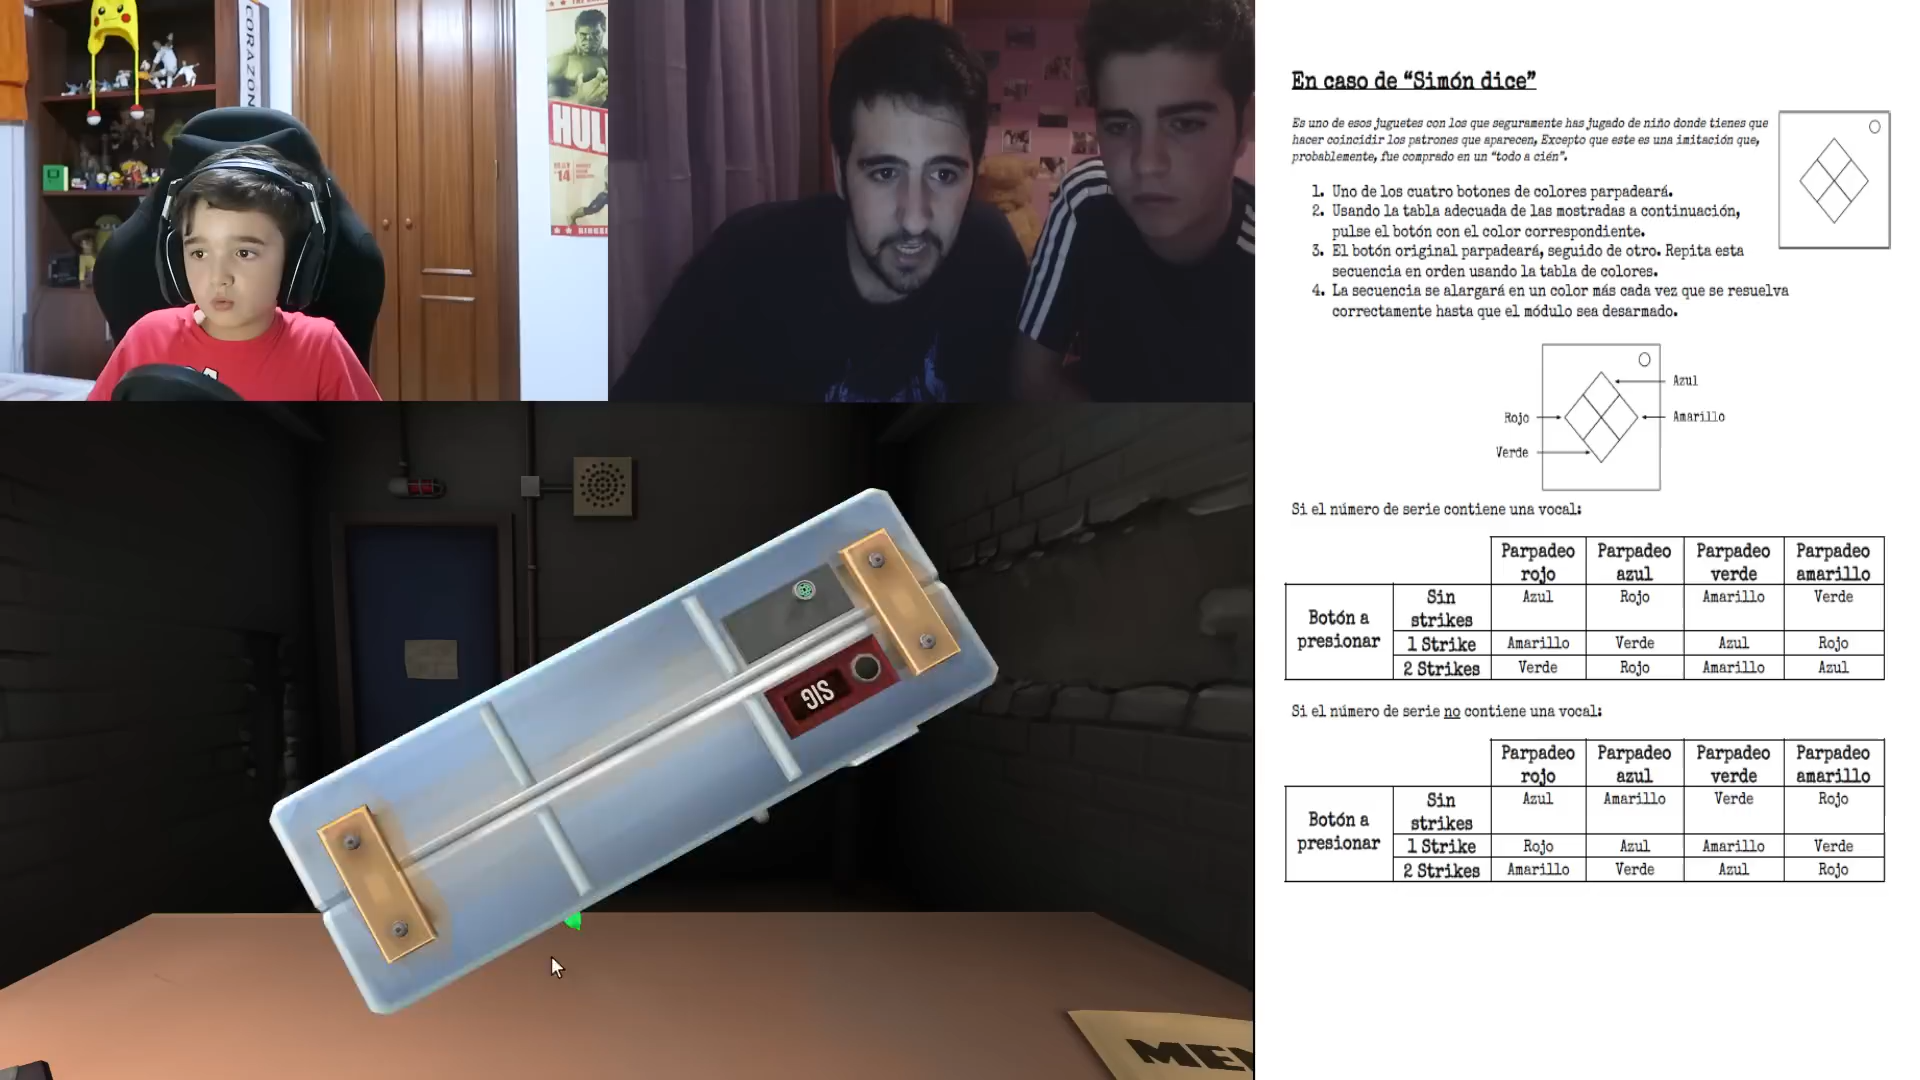 CORAZON
HUL
'14
En caso de “Simón dice”
Es uno de esos juguetes con los que seguramente has jugado de niño donde tienes que
hacer coincidir los patrones que aparecen, Excepto que este es una imitación que,
probablemente, fue comprado en un “todo a cién”.
1. Uno de los cuatro botones de colores parpadeará.
2. Usando la tabla adecuada de las mostradas a continuación,
pulse el botón con el color correspondiente.
3. El botón original parpadeará, seguido de otro. Repita esta
secuencia en orden usando la tabla de colores.
4. La secuencia se alargará en un color más cada vez que se resuelva
correctamente hasta que el módulo sea desarmado.
Azul
Rojo
Amarillo
Verde
Si el número de serie contiene una vocal:
Parpadeo rojo Parpadeo azul Parpadeo verde Parpadeo amarillo
Botón a presionar
Sin strikes Azul Rojo Amarillo Verde
1 Strike Amarillo Verde Azul Rojo
2 Strikes Verde Rojo Amarillo Azul
Si el número de serie no contiene una vocal:
Parpadeo rojo Parpadeo azul Parpadeo verde Parpadeo amarillo
Botón a presionar
Sin strikes Azul Amarillo Verde Rojo
1 Strike Rojo Azul Amarillo Verde
2 Strikes Amarillo Verde Azul Rojo
SIG
MEN